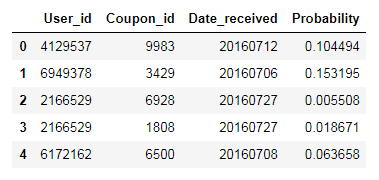 User_id Coupon_id Date_received Probability
0 4129537 9983 20160712 0.104494
1 6949378 3429 20160706 0.153195
2 2166529 6928 20160727 0.005508
3 2166529 1808 20160727 0.018671
4 6172162 6500 20160708 0.063658